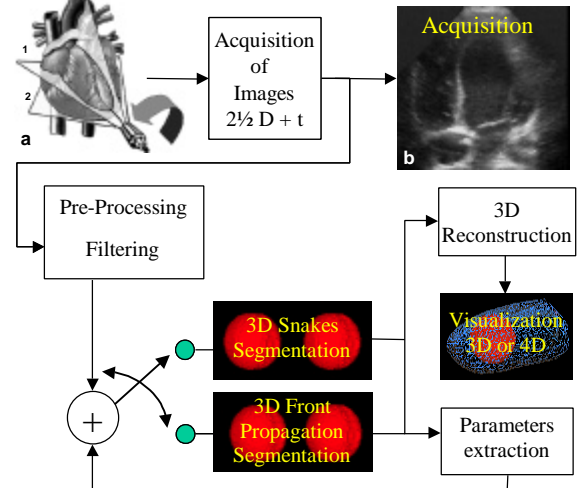 1
2
a
Acquisition
of
Images
2½ D + t
Acquisition
b
Pre-Processing
Filtering
3D
Reconstruction
3D Snakes
Segmentation
Visualization
3D or 4D
+
3D Front
Propagation
Segmentation
Parameters
extraction